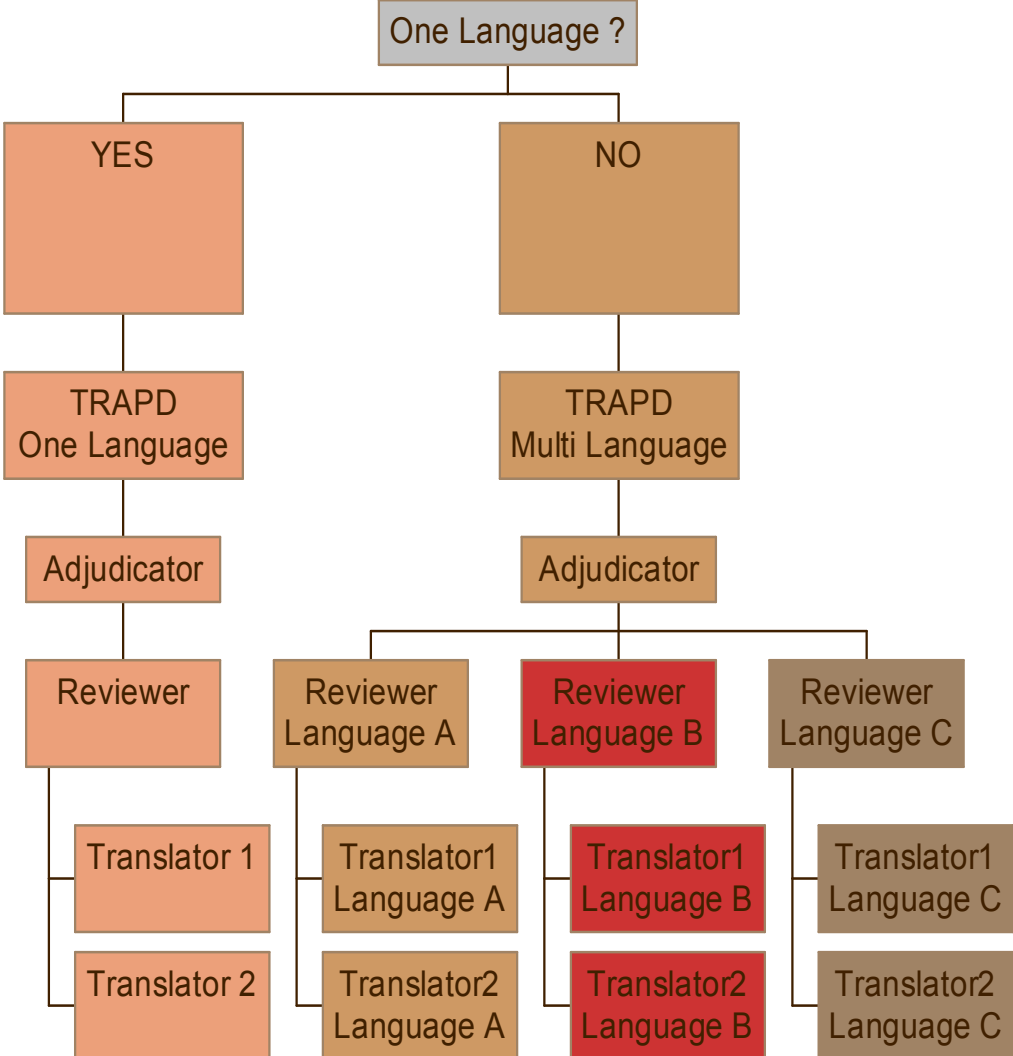 One Language ?
YES
NO
TRAPD
One Language
TRAPD
Multi Language
Adjudicator
Adjudicator
Reviewer
Reviewer
Language A
Reviewer
Language B
Reviewer
Language C
Translator 1
Translator1
Language A
Translator1
Language B
Translator1
Language C
Translator 2
Translator2
Language A
Translator2
Language B
Translator2
Language C